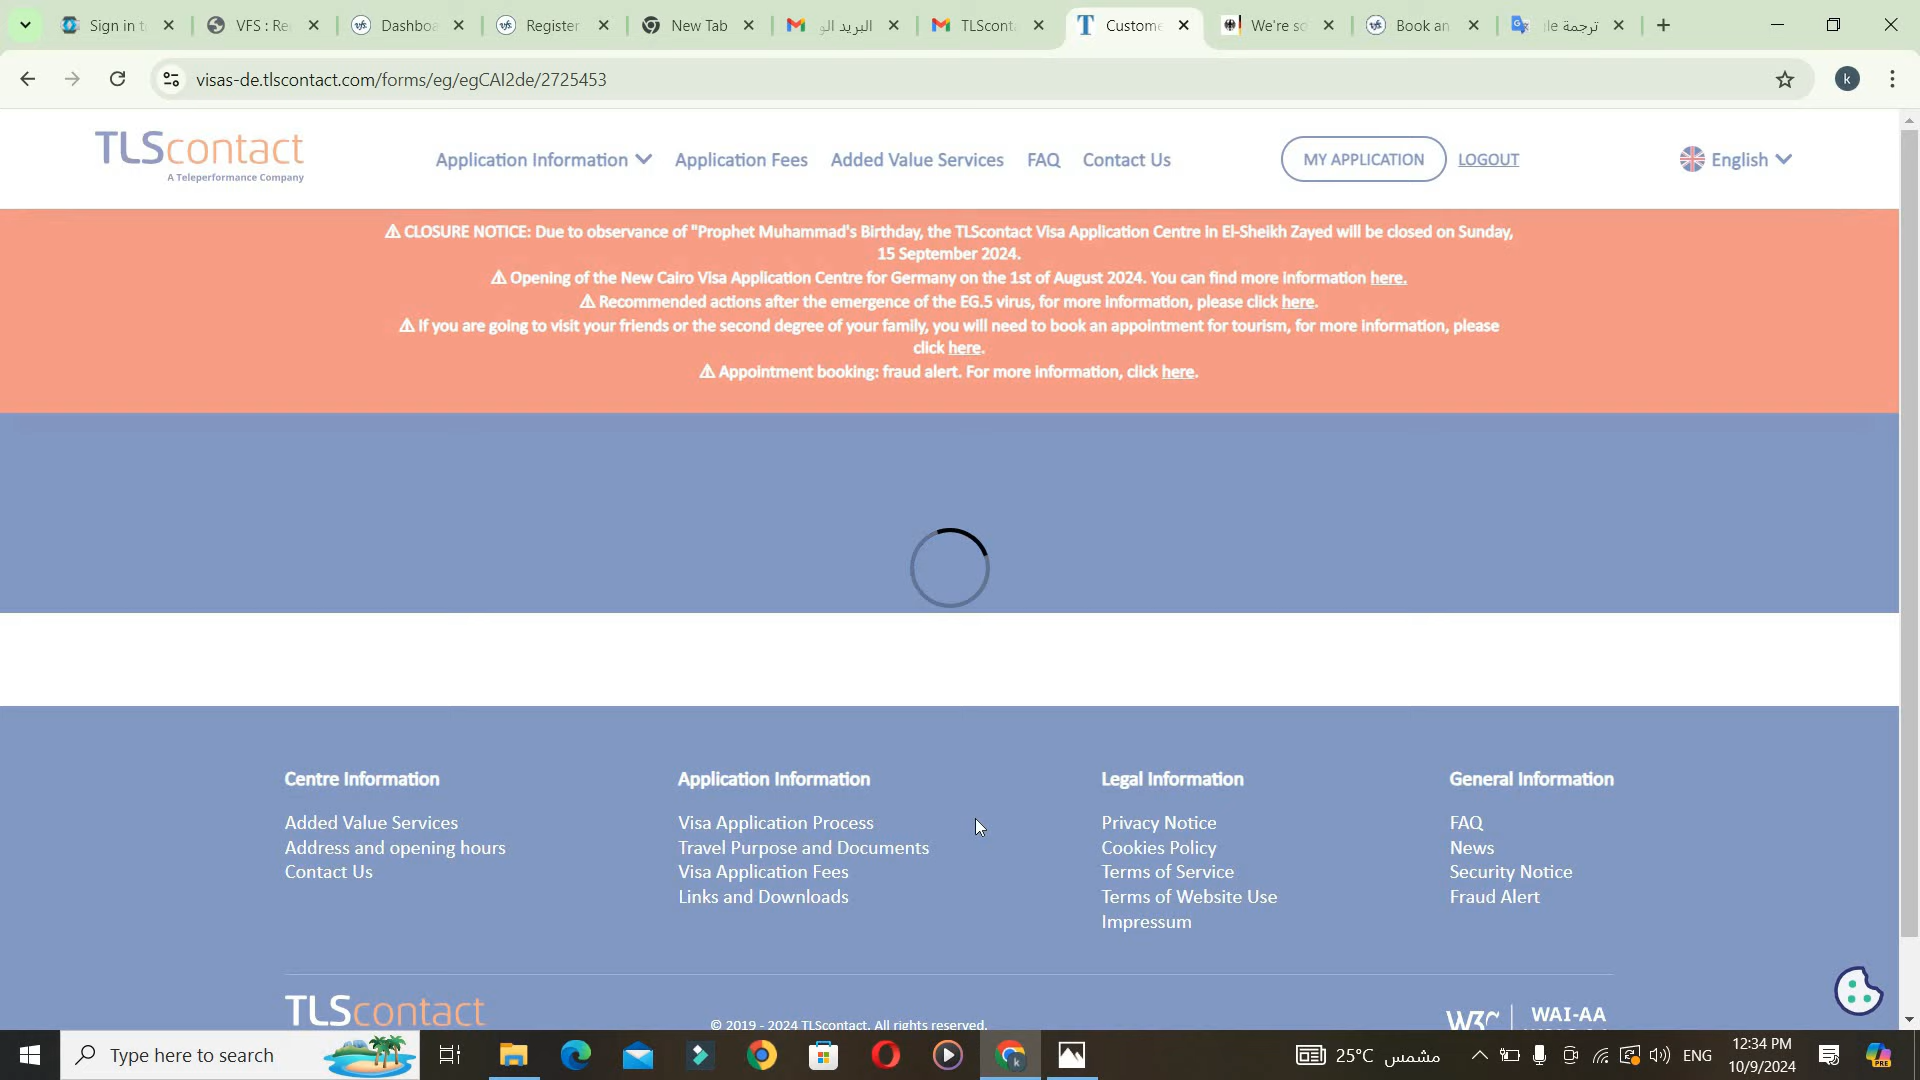 Sign in t
VFS : Re
Dashboa
Register
New Tab
البريد الو
TLScont
Custome
We're so
Book an
ترجمة gle
visas-de.tlscontact.com/forms/eg/egCAI2de/2725453
k
TLScontact
A Teleperformance Company
Application Information
Application Fees
Added Value Services
FAQ
Contact Us
MY APPLICATION
LOGOUT
English
⚠ CLOSURE NOTICE: Due to observance of "Prophet Muhammad's Birthday, the TLScontact Visa Application Centre in El-Sheikh Zayed will be closed on Sunday,
15 September 2024.
⚠ Opening of the New Cairo Visa Application Centre for Germany on the 1st of August 2024. You can find more information here.
⚠ Recommended actions after the emergence of the EG.5 virus, for more information, please click here.
⚠ If you are going to visit your friends or the second degree of your family, you will need to book an appointment for tourism, for more information, please
click here.
⚠ Appointment booking: fraud alert. For more information, click here.
Centre Information
Added Value Services
Address and opening hours
Contact Us
Application Information
Visa Application Process
Travel Purpose and Documents
Visa Application Fees
Links and Downloads
Legal Information
Privacy Notice
Cookies Policy
Terms of Service
Terms of Website Use
Impressum
General Information
FAQ
News
Security Notice
Fraud Alert
TLScontact
© 2019 - 2024 TLScontact. All rights reserved.
W3C
WAI-AA
Type here to search
25°C مشمس
ENG
12:34 PM
10/9/2024